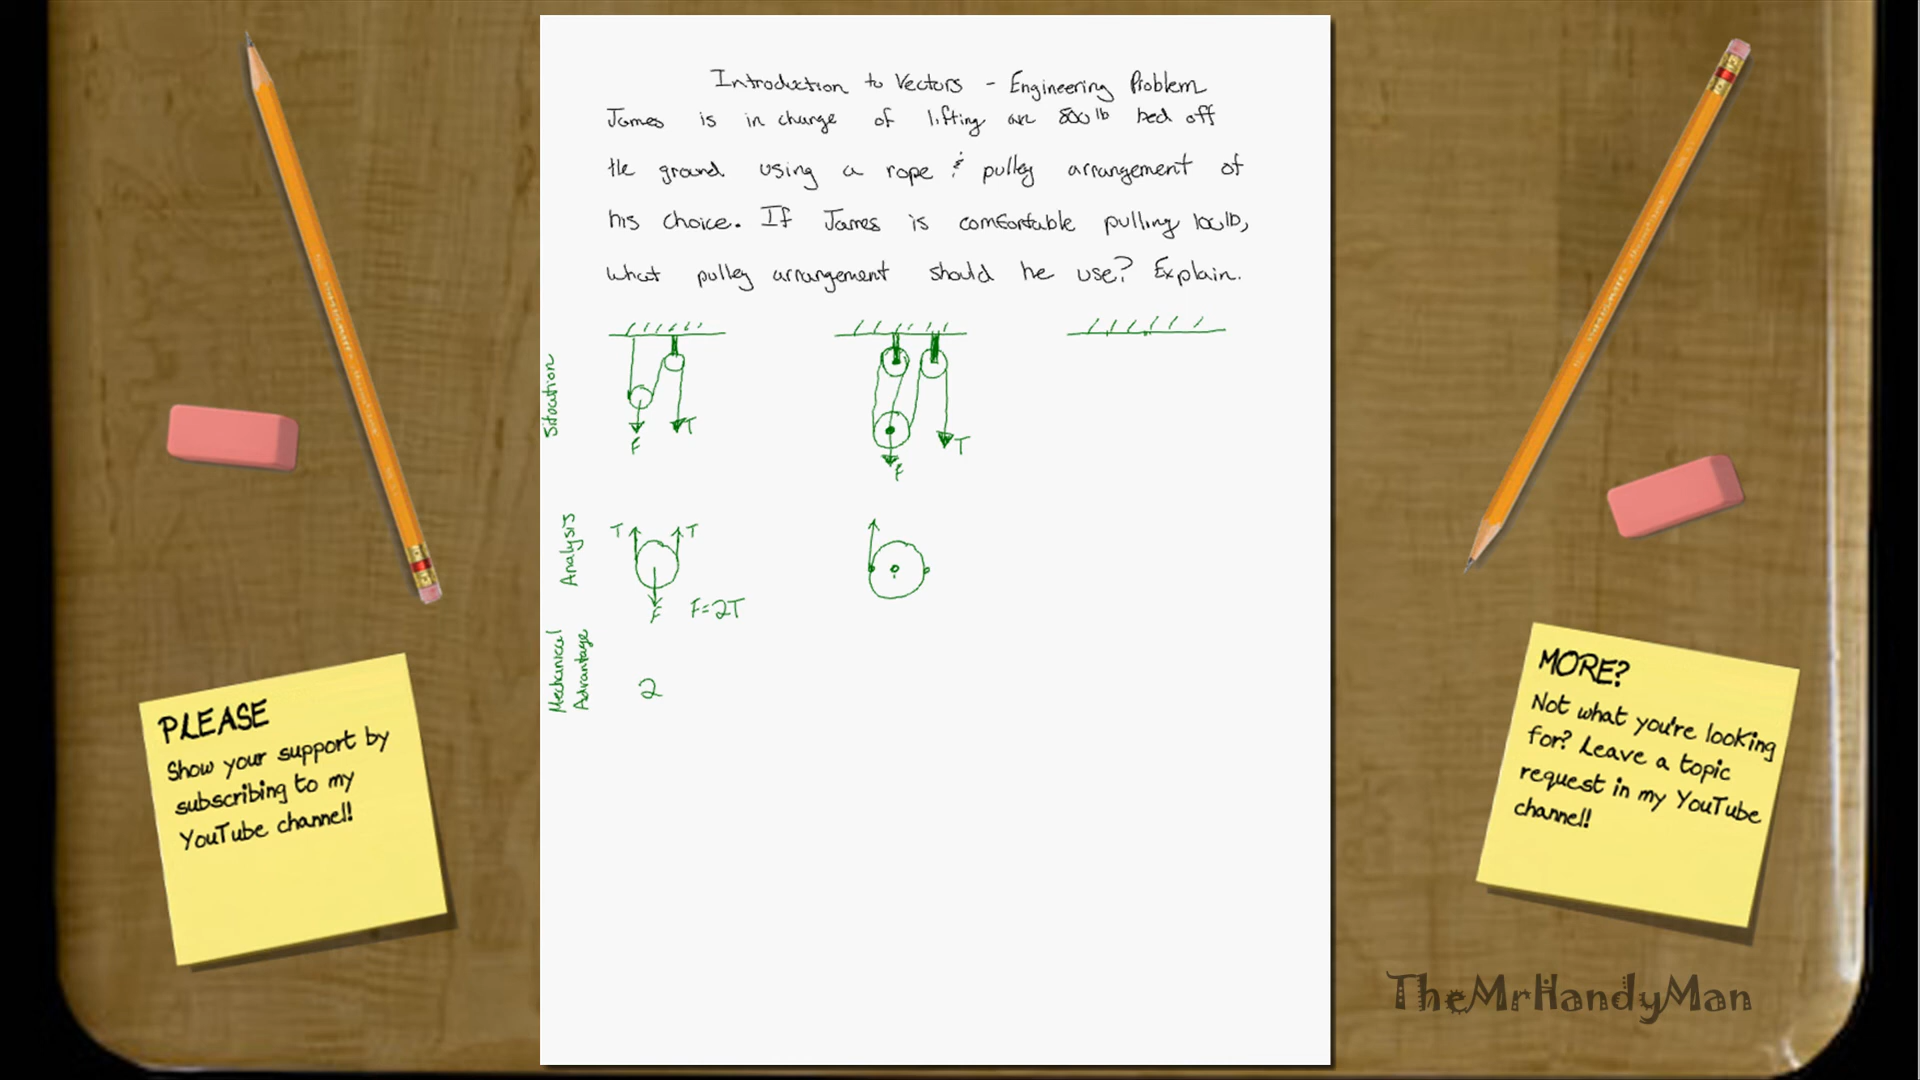 Introduction to Vectors - Engineering Problem
James is in charge of lifting an 800 lb bed off
the ground using a rope & pulley arrangement of
his choice. If James is comfortable pulling 100 lb,
what pulley arrangement should he use? Explain.
Situation
F
T
F
T
Analysis
T
T
F
F=2T
Mechanical
Advantage
2
PLEASE
Show your support by
subscribing to my
YouTube channel!
MORE?
Not what you're looking
for? Leave a topic
request in my YouTube
channel!
TheMrHandyMan